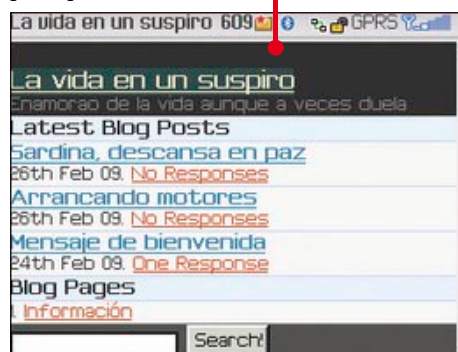 La vida en un suspiro 609 GPRS
La vida en un suspiro
Enamorao de la vida aunque a veces duela
Latest Blog Posts
Sardina, descansa en paz
26th Feb 09. No Responses
Arrancando motores
26th Feb 09. No Responses
Mensaje de bienvenida
24th Feb 09. One Response
Blog Pages
1. Información
Search!